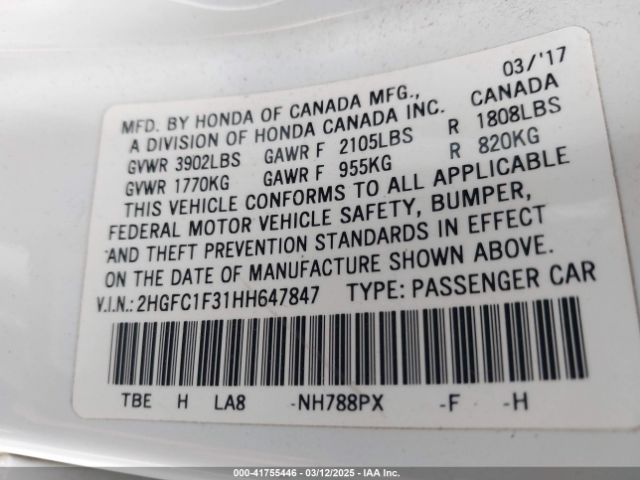 03/'17
MFD. BY HONDA OF CANADA MFG., CANADA
A DIVISION OF HONDA CANADA INC.
GVWR 3902LBS GAWR F 2105LBS R 1808LBS
GVWR 1770KG GAWR F 955KG R 820KG
THIS VEHICLE CONFORMS TO ALL APPLICABLE
FEDERAL MOTOR VEHICLE SAFETY, BUMPER,
AND THEFT PREVENTION STANDARDS IN EFFECT
ON THE DATE OF MANUFACTURE SHOWN ABOVE.
V.I.N.: 2HGFC1F31HH647847 TYPE: PASSENGER CAR
TBE H LA8 -NH788PX -F -H
000-41755446 - 03/12/2025 - IAA Inc.